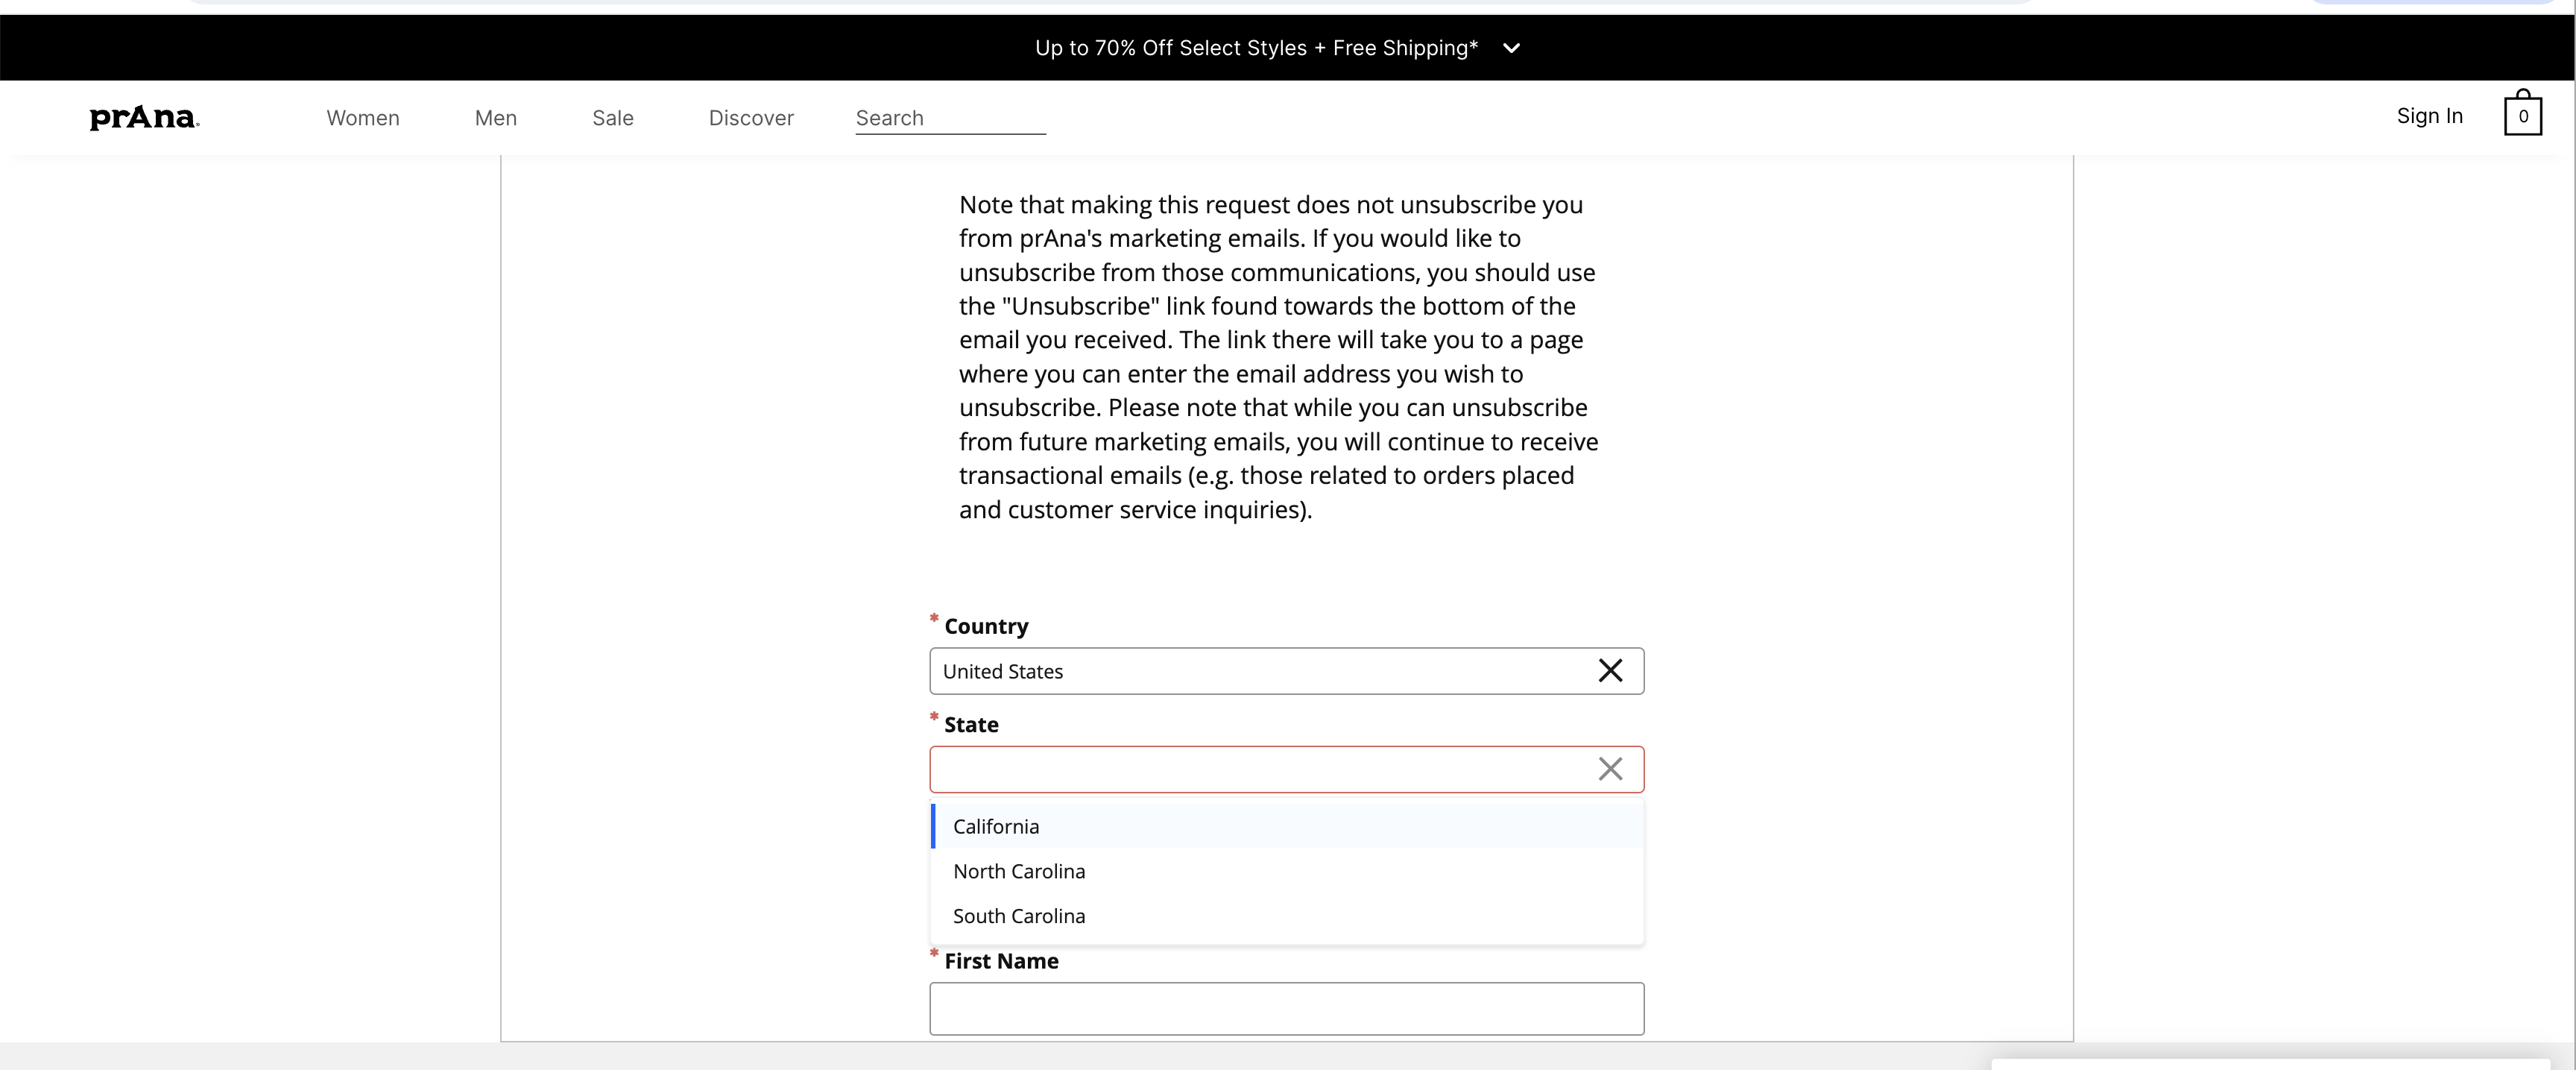 Up to 70% Off Select Styles + Free Shipping*
prAna.
Women Men Sale Discover Search
Sign In
0
Note that making this request does not unsubscribe you
from prAna's marketing emails. If you would like to
unsubscribe from those communications, you should use
the "Unsubscribe" link found towards the bottom of the
email you received. The link there will take you to a page
where you can enter the email address you wish to
unsubscribe. Please note that while you can unsubscribe
from future marketing emails, you will continue to receive
transactional emails (e.g. those related to orders placed
and customer service inquiries).
* Country
United States
* State
California
North Carolina
South Carolina
* First Name